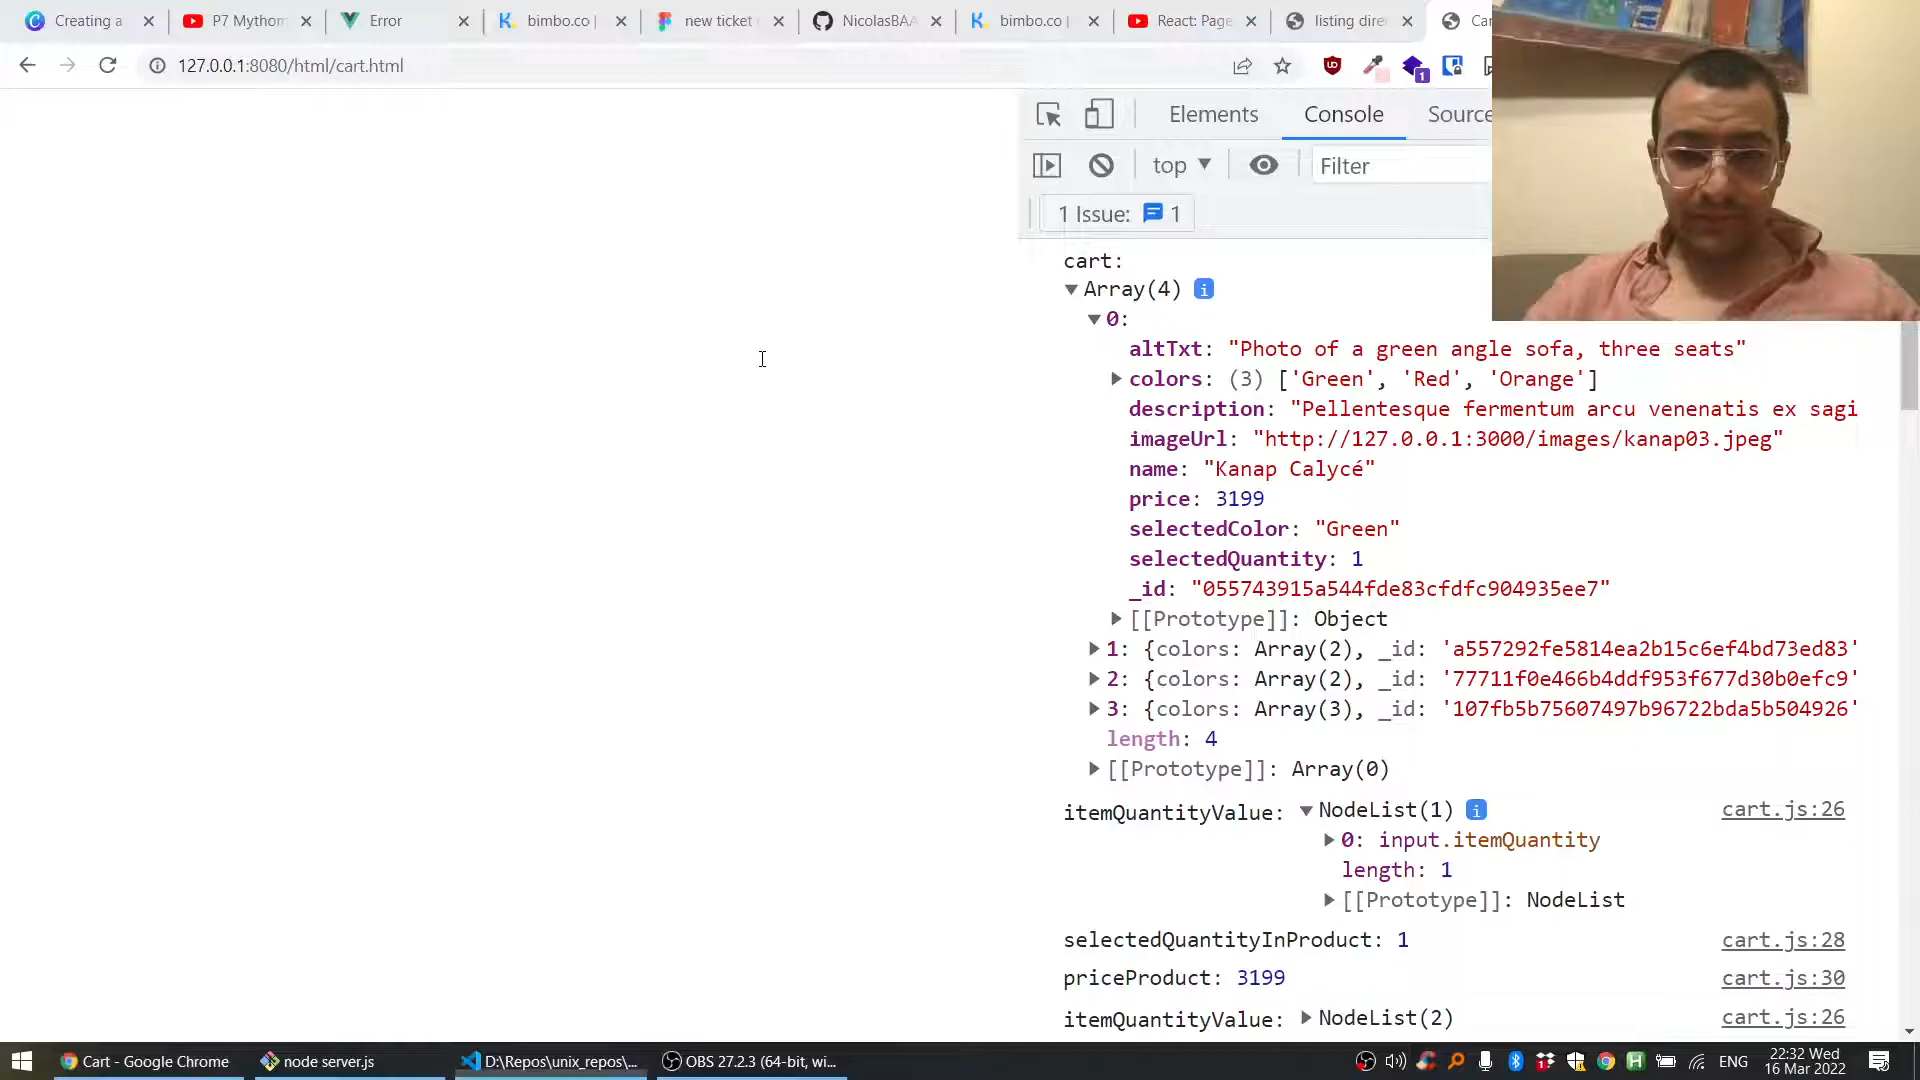 Creating a
P7 Mythom
Error
bimbo.co |
new ticket
NicolasBAA
bimbo.co |
React: Page
listing dire
Ca
127.0.0.1:8080/html/cart.html
1
Elements
Console
Source
top
Filter
1 Issue:
1
cart:
Array(4)
0:
altTxt: "Photo of a green angle sofa, three seats"
colors: (3) ['Green', 'Red', 'Orange']
description: "Pellentesque fermentum arcu venenatis ex sagi
imageUrl: "http://127.0.0.1:3000/images/kanap03.jpeg"
name: "Kanap Calycé"
price: 3199
selectedColor: "Green"
selectedQuantity: 1
_id: "055743915a544fde83cfdfc904935ee7"
[[Prototype]]: Object
1: {colors: Array(2), _id: 'a557292fe5814ea2b15c6ef4bd73ed83'
2: {colors: Array(2), _id: '77711f0e466b4ddf953f677d30b0efc9'
3: {colors: Array(3), _id: '107fb5b75607497b96722bda5b504926'
length: 4
[[Prototype]]: Array(0)
itemQuantityValue: NodeList(1) cart.js:26
0: input.itemQuantity
length: 1
[[Prototype]]: NodeList
selectedQuantityInProduct: 1 cart.js:28
priceProduct: 3199 cart.js:30
itemQuantityValue: NodeList(2) cart.js:26
Cart - Google Chrome
node server.js
D:\Repos\unix_repos\...
OBS 27.2.3 (64-bit, wi...
ENG
22:32 Wed
16 Mar 2022